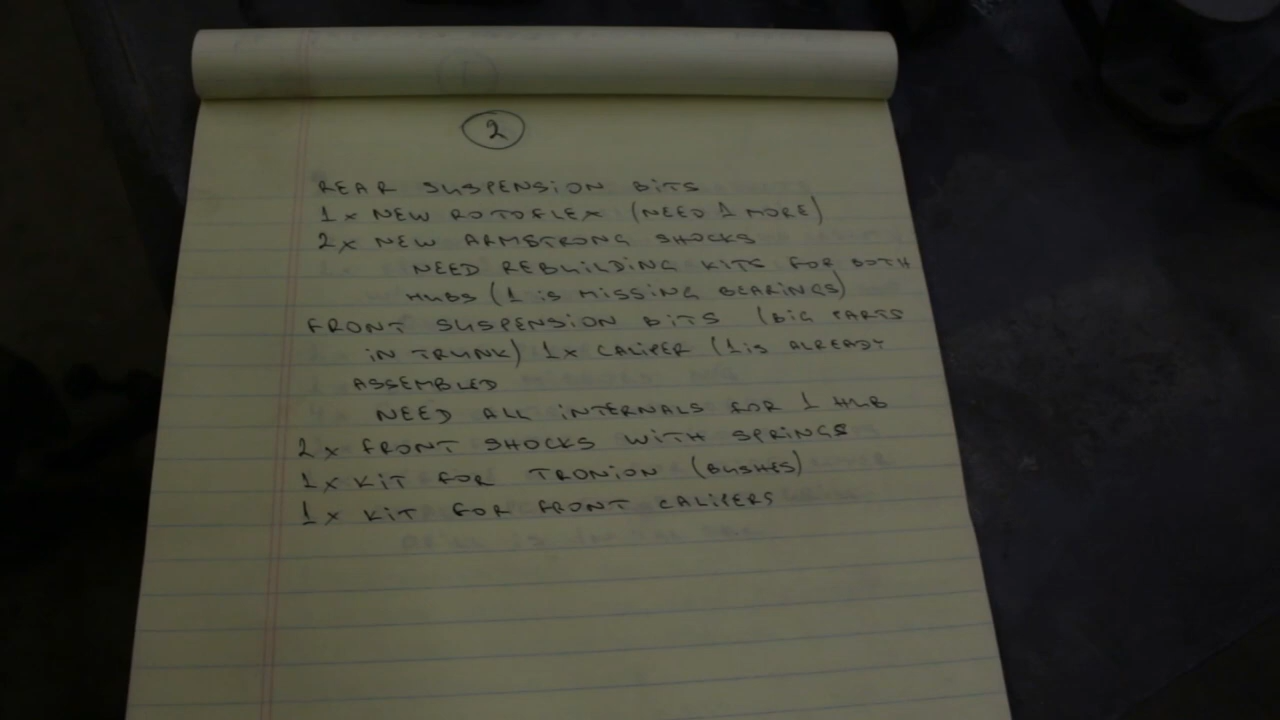 2
REAR SUSPENSION BITS
1x NEW ROTOFLEX (NEED 1 MORE)
2x NEW ARMSTRONG SHOCKS
NEED REBUILDING KITS FOR BOTH
HUBS (1 IS MISSING BEARINGS)
FRONT SUSPENSION BITS (BIG PARTS
IN TRUNK) 1x CALIPER (1 IS ALREADY
ASSEMBLED
NEED ALL INTERNALS FOR 1 HUB
2x FRONT SHOCKS WITH SPRINGS
1x KIT FOR TRONION (BUSHES)
1x KIT FOR FRONT CALIPERS